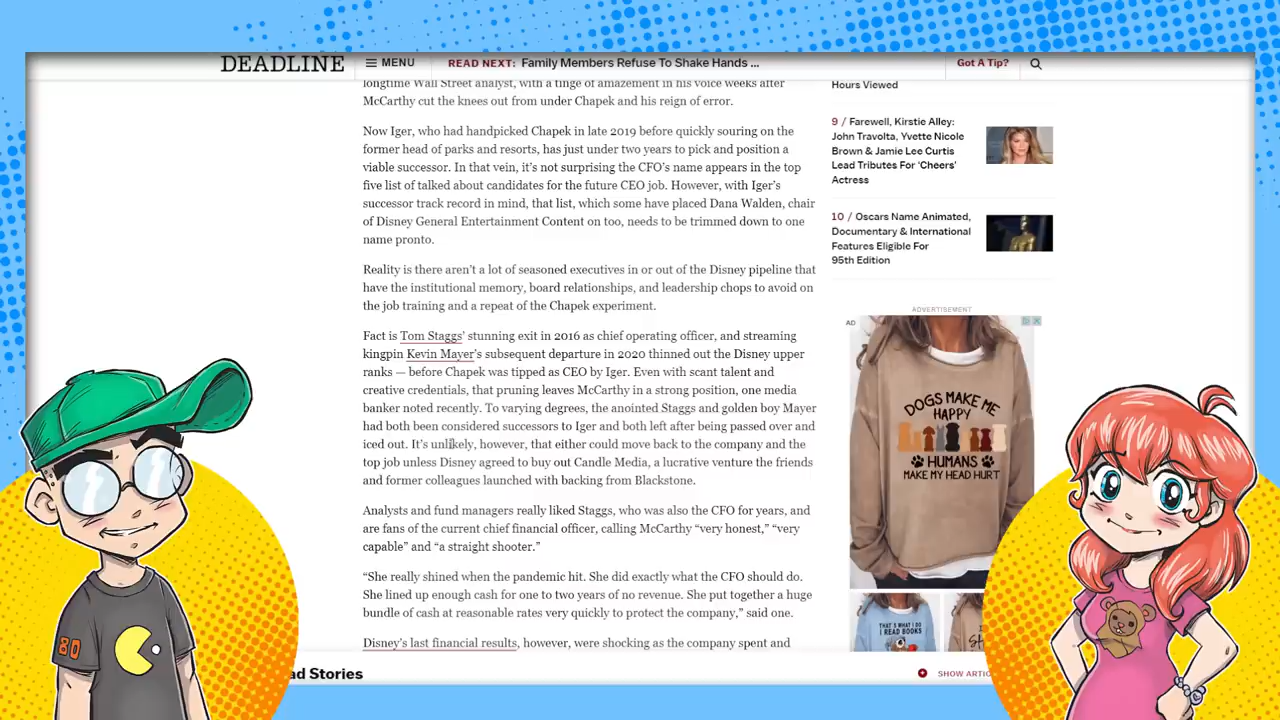 DEADLINE
MENU
READ NEXT: Family Members Refuse To Shake Hands ...
Got A Tip?
longtime Wall Street analyst, with a tinge of amazement in his voice weeks after
McCarthy cut the knees out from under Chapek and his reign of error.
Now Iger, who had handpicked Chapek in late 2019 before quickly souring on the
former head of parks and resorts, has just under two years to pick and position a
viable successor. In that vein, it's not surprising the CFO's name appears in the top
five list of talked about candidates for the future CEO job. However, with Iger's
successor track record in mind, that list, which some have placed Dana Walden, chair
of Disney General Entertainment Content on too, needs to be trimmed down to one
name pronto.
Reality is there aren't a lot of seasoned executives in or out of the Disney pipeline that
have the institutional memory, board relationships, and leadership chops to avoid on
the job training and a repeat of the Chapek experiment.
Fact is Tom Staggs' stunning exit in 2016 as chief operating officer, and streaming
kingpin Kevin Mayer's subsequent departure in 2020 thinned out the Disney upper
ranks — before Chapek was tipped as CEO by Iger. Even with scant talent and
creative credentials, that pruning leaves McCarthy in a strong position, one media
banker noted recently. To varying degrees, the anointed Staggs and golden boy Mayer
had both been considered successors to Iger and both left after being passed over and
iced out. It's unlikely, however, that either could move back to the company and the
top job unless Disney agreed to buy out Candle Media, a lucrative venture the friends
and former colleagues launched with backing from Blackstone.
Analysts and fund managers really liked Staggs, who was also the CFO for years, and
are fans of the current chief financial officer, calling McCarthy "very honest," "very
capable" and "a straight shooter."
"She really shined when the pandemic hit. She did exactly what the CFO should do.
She lined up enough cash for one to two years of no revenue. She put together a huge
bundle of cash at reasonable rates very quickly to protect the company," said one.
Disney's last financial results, however, were shocking as the company spent and
Hours Viewed
9 / Farewell, Kirstie Alley:
John Travolta, Yvette Nicole
Brown & Jamie Lee Curtis
Lead Tributes For 'Cheers'
Actress
10 / Oscars Name Animated,
Documentary & International
Features Eligible For
95th Edition
ADVERTISEMENT
AD
DOGS MAKE ME
HAPPY
HUMANS
MAKE MY HEAD HURT
THAT'S WHAT I DO
I READ BOOKS
ad Stories
SHOW ARTIC
80